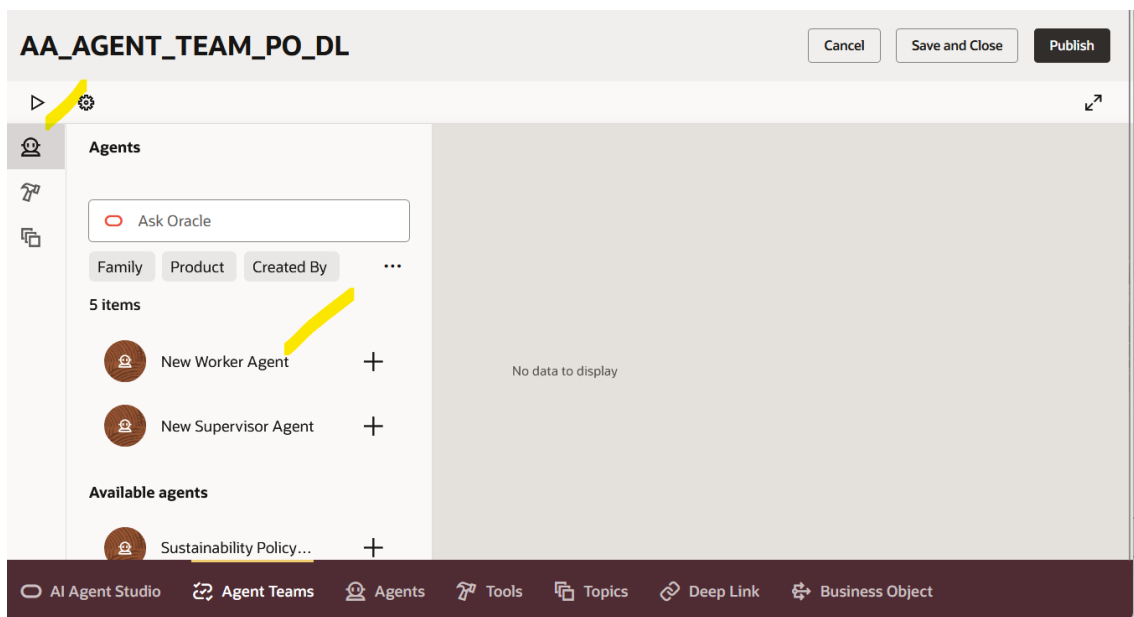 AA_AGENT_TEAM_PO_DL
Cancel
Save and Close
Publish
Agents
Ask Oracle
Family Product Created By ...
5 items
New Worker Agent
No data to display
New Supervisor Agent
Available agents
Sustainability Policy...
AI Agent Studio Agent Teams Agents Tools Topics Deep Link Business Object